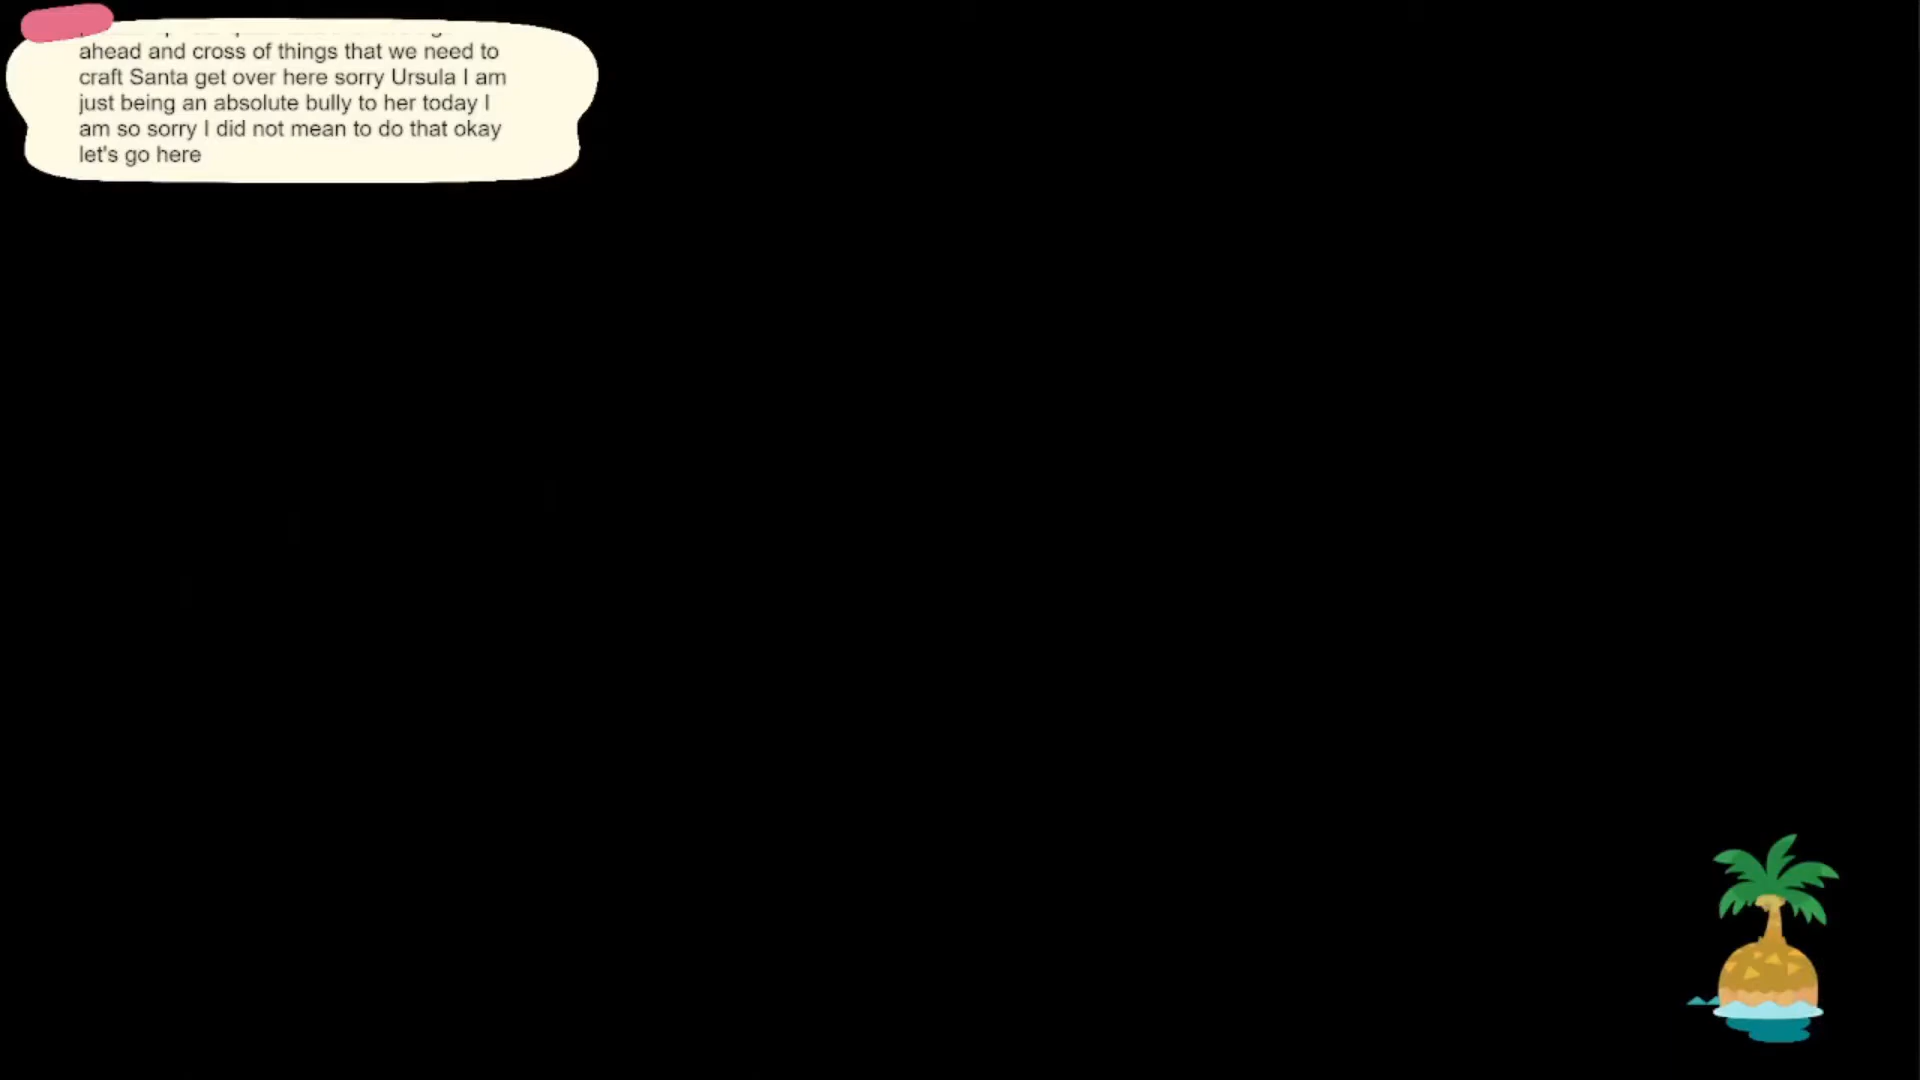 ahead and cross of things that we need to
craft Santa get over here sorry Ursula I am
just being an absolute bully to her today I
am so sorry I did not mean to do that okay
let's go here